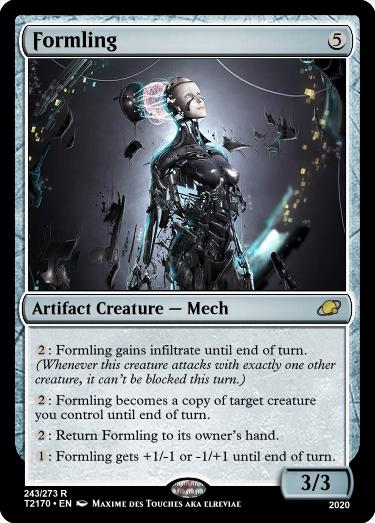 Formling 5
Artifact Creature — Mech
2 : Formling gains infiltrate until end of turn.
(Whenever this creature attacks with exactly one other
creature, it can't be blocked this turn.)
2 : Formling becomes a copy of target creature
you control until end of turn.
2 : Return Formling to its owner's hand.
1 : Formling gets +1/-1 or -1/+1 until end of turn.
3/3
243/273 R
T2170 • EN Maxime des Touches aka elreviae
2020